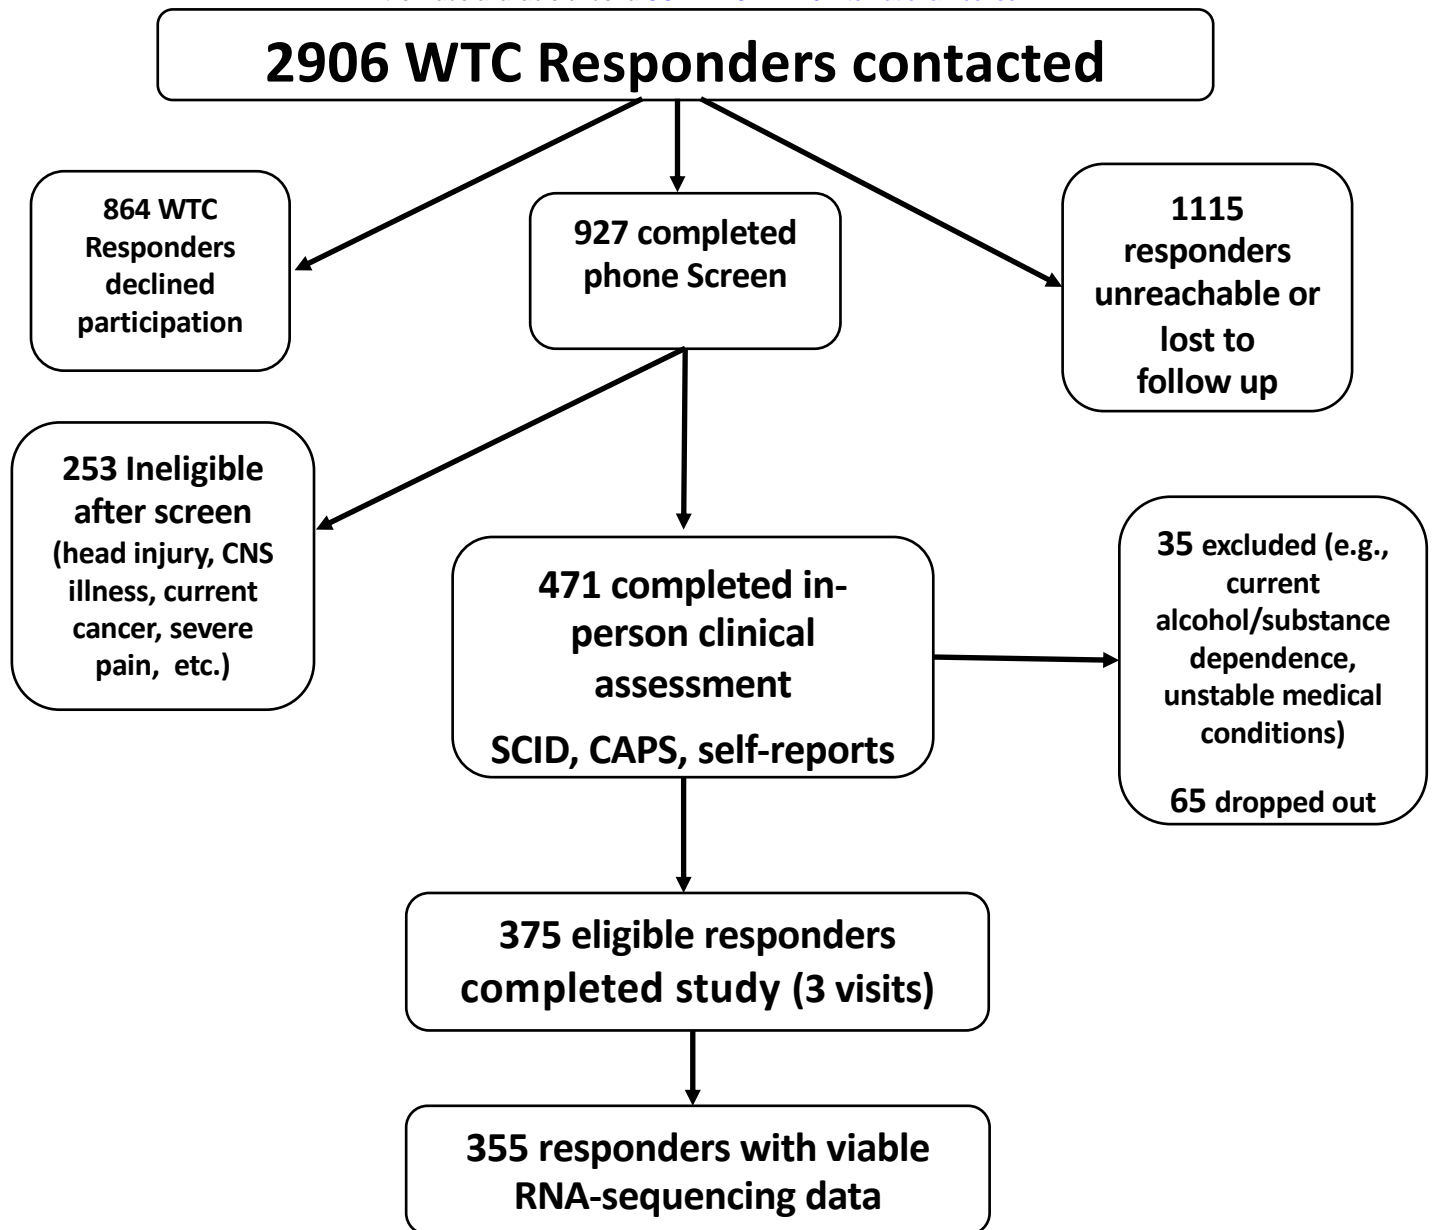 2906 WTC Responders contacted
864 WTC
Responders
declined
participation
927 completed
phone Screen
1115
responders
unreachable or
lost to
follow up
253 Ineligible
after screen
(head injury, CNS
illness, current
cancer, severe
pain, etc.)
471 completed in-
person clinical
assessment
SCID, CAPS, self-reports
35 excluded (e.g.,
current
alcohol/substance
dependence,
unstable medical
conditions)
65 dropped out
375 eligible responders
completed study (3 visits)
355 responders with viable
RNA-sequencing data